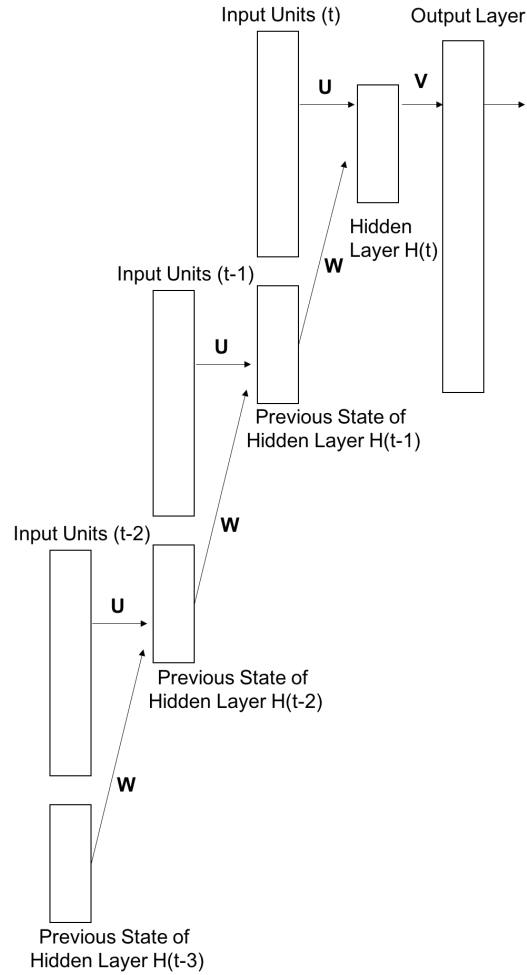 Input Units (t)
Output Layer
U
V
Hidden
Layer H(t)
W
Input Units (t-1)
U
Previous State of
Hidden Layer H(t-1)
W
Input Units (t-2)
U
Previous State of
Hidden Layer H(t-2)
W
Previous State of
Hidden Layer H(t-3)